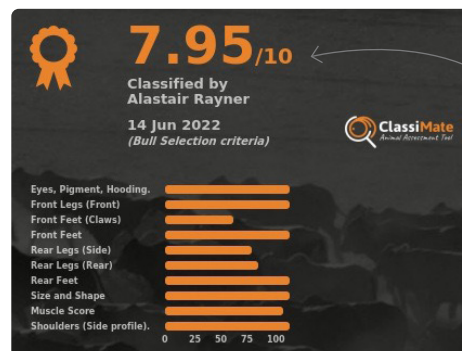 7.95/10
Classified by
Alastair Rayner
14 Jun 2022
(Bull Selection criteria)
ClassiMate
Animal Assessment Tool
Eyes, Pigment, Hooding.
Front Legs (Front)
Front Feet (Claws)
Front Feet
Rear Legs (Side)
Rear Legs (Rear)
Rear Feet
Size and Shape
Muscle Score
Shoulders (Side profile).
0 25 50 75 100